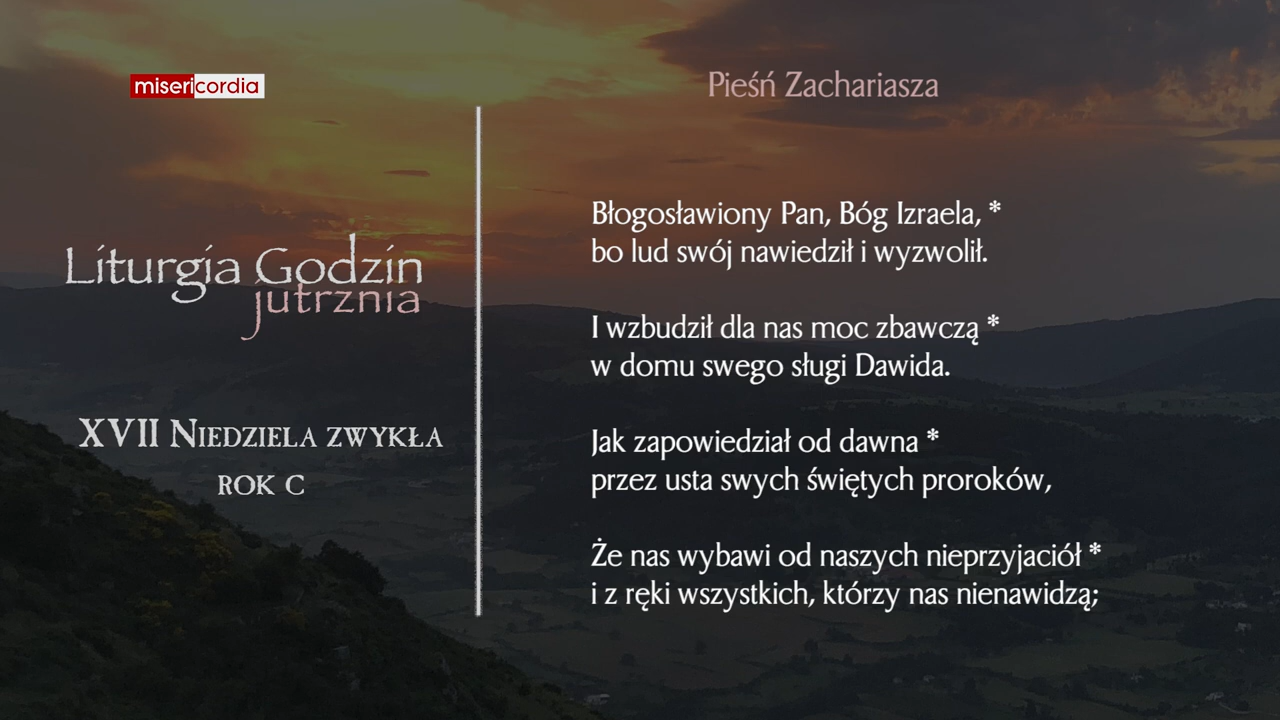 misericordia
Liturgia Godzin
jutrznia
XVII Niedziela zwykła
rok C
Pieśń Zachariasza
Błogosławiony Pan, Bóg Izraela, *
bo lud swój nawiedził i wyzwolił.
I wzbudził dla nas moc zbawczą *
w domu swego sługi Dawida.
Jak zapowiedział od dawna *
przez usta swych świętych proroków,
Że nas wybawi od naszych nieprzyjaciół *
i z ręki wszystkich, którzy nas nienawidzą;